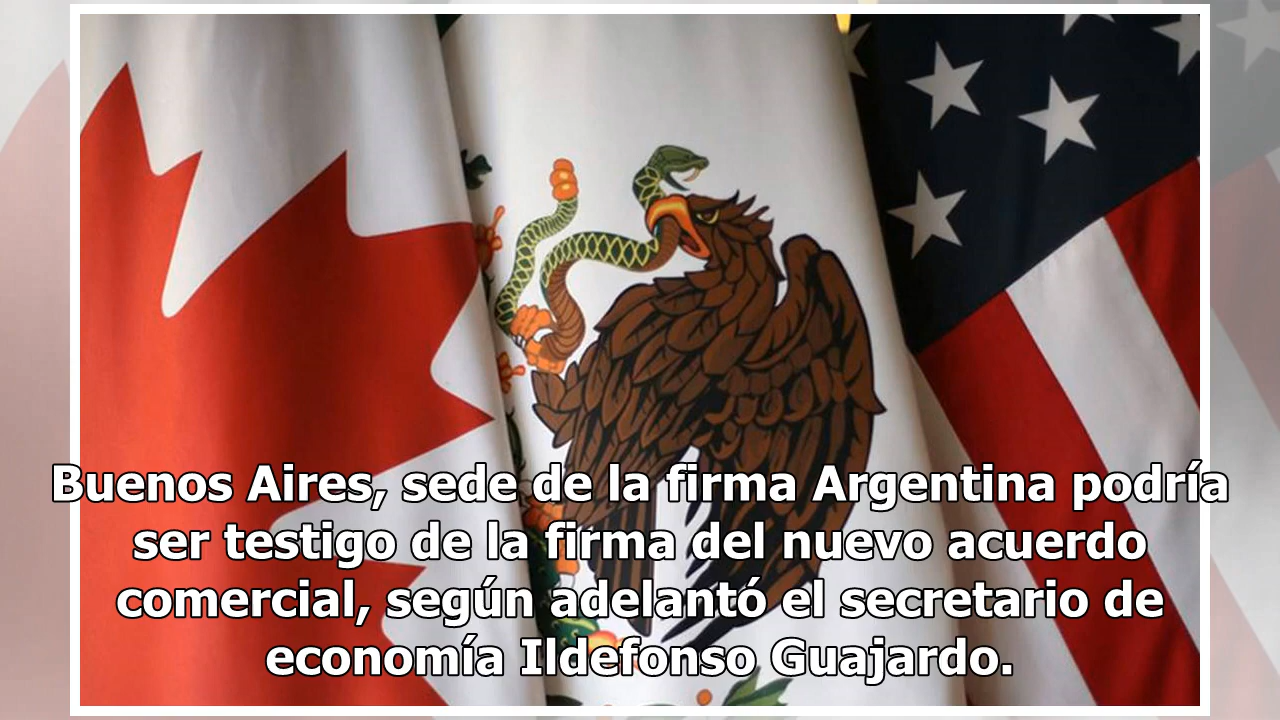 Buenos Aires, sede de la firma Argentina podría
ser testigo de la firma del nuevo acuerdo
comercial, según adelantó el secretario de
economía Ildefonso Guajardo.